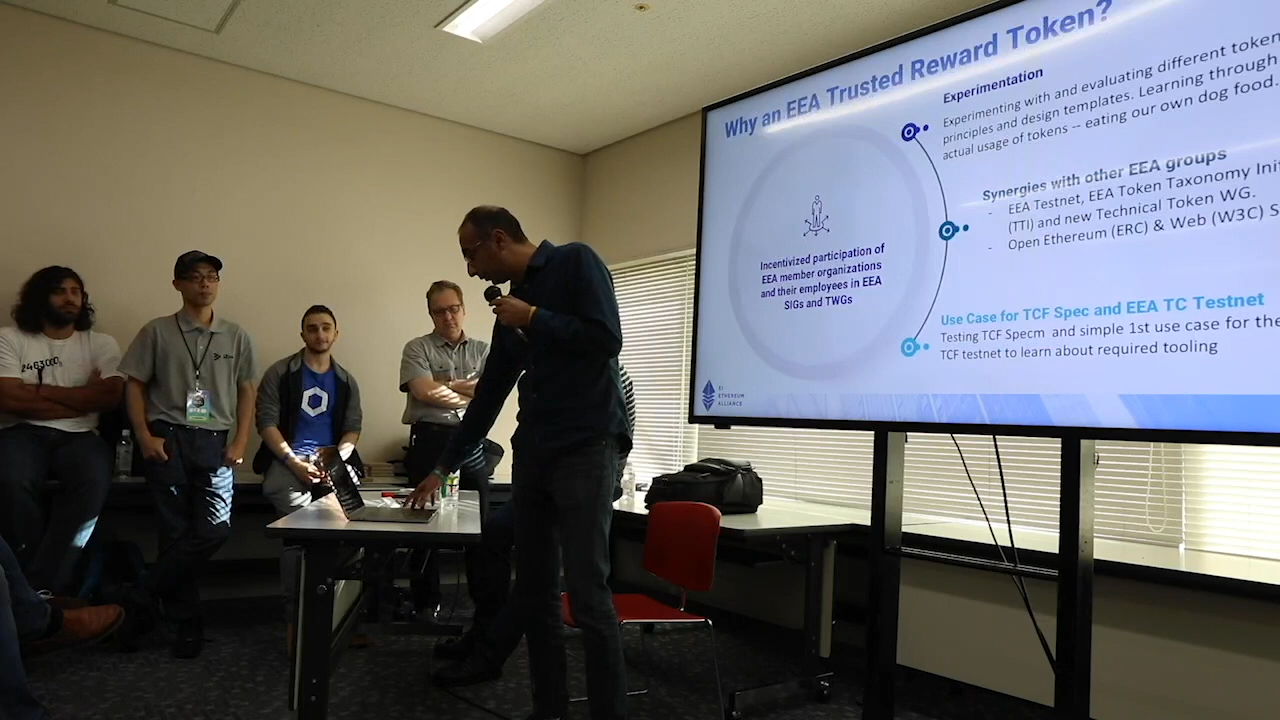 Why an EEA Trusted Reward Token?
Experimentation
Experimenting with and evaluating different token
principles and design templates. Learning through
actual usage of tokens -- eating our own dog food.
Synergies with other EEA groups
- EEA Testnet, EEA Token Taxonomy Init
(TTI) and new Technical Token WG.
- Open Ethereum (ERC) & Web (W3C) S
Incentivized participation of
EEA member organizations
and their employees in EEA
SIGs and TWGs
Use Case for TCF Spec and EEA TC Testnet
Testing TCF Specm and simple 1st use case for the
TCF testnet to learn about required tooling
ETHEREUM
ALLIANCE